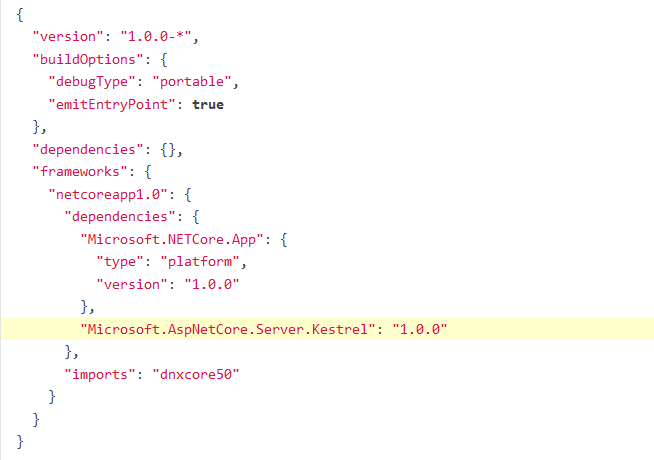 {
  "version": "1.0.0-*",
  "buildOptions": {
    "debugType": "portable",
    "emitEntryPoint": true
  },
  "dependencies": {},
  "frameworks": {
    "netcoreapp1.0": {
      "dependencies": {
        "Microsoft.NETCore.App": {
          "type": "platform",
          "version": "1.0.0"
        },
        "Microsoft.AspNetCore.Server.Kestrel": "1.0.0"
      },
      "imports": "dnxcore50"
    }
  }
}